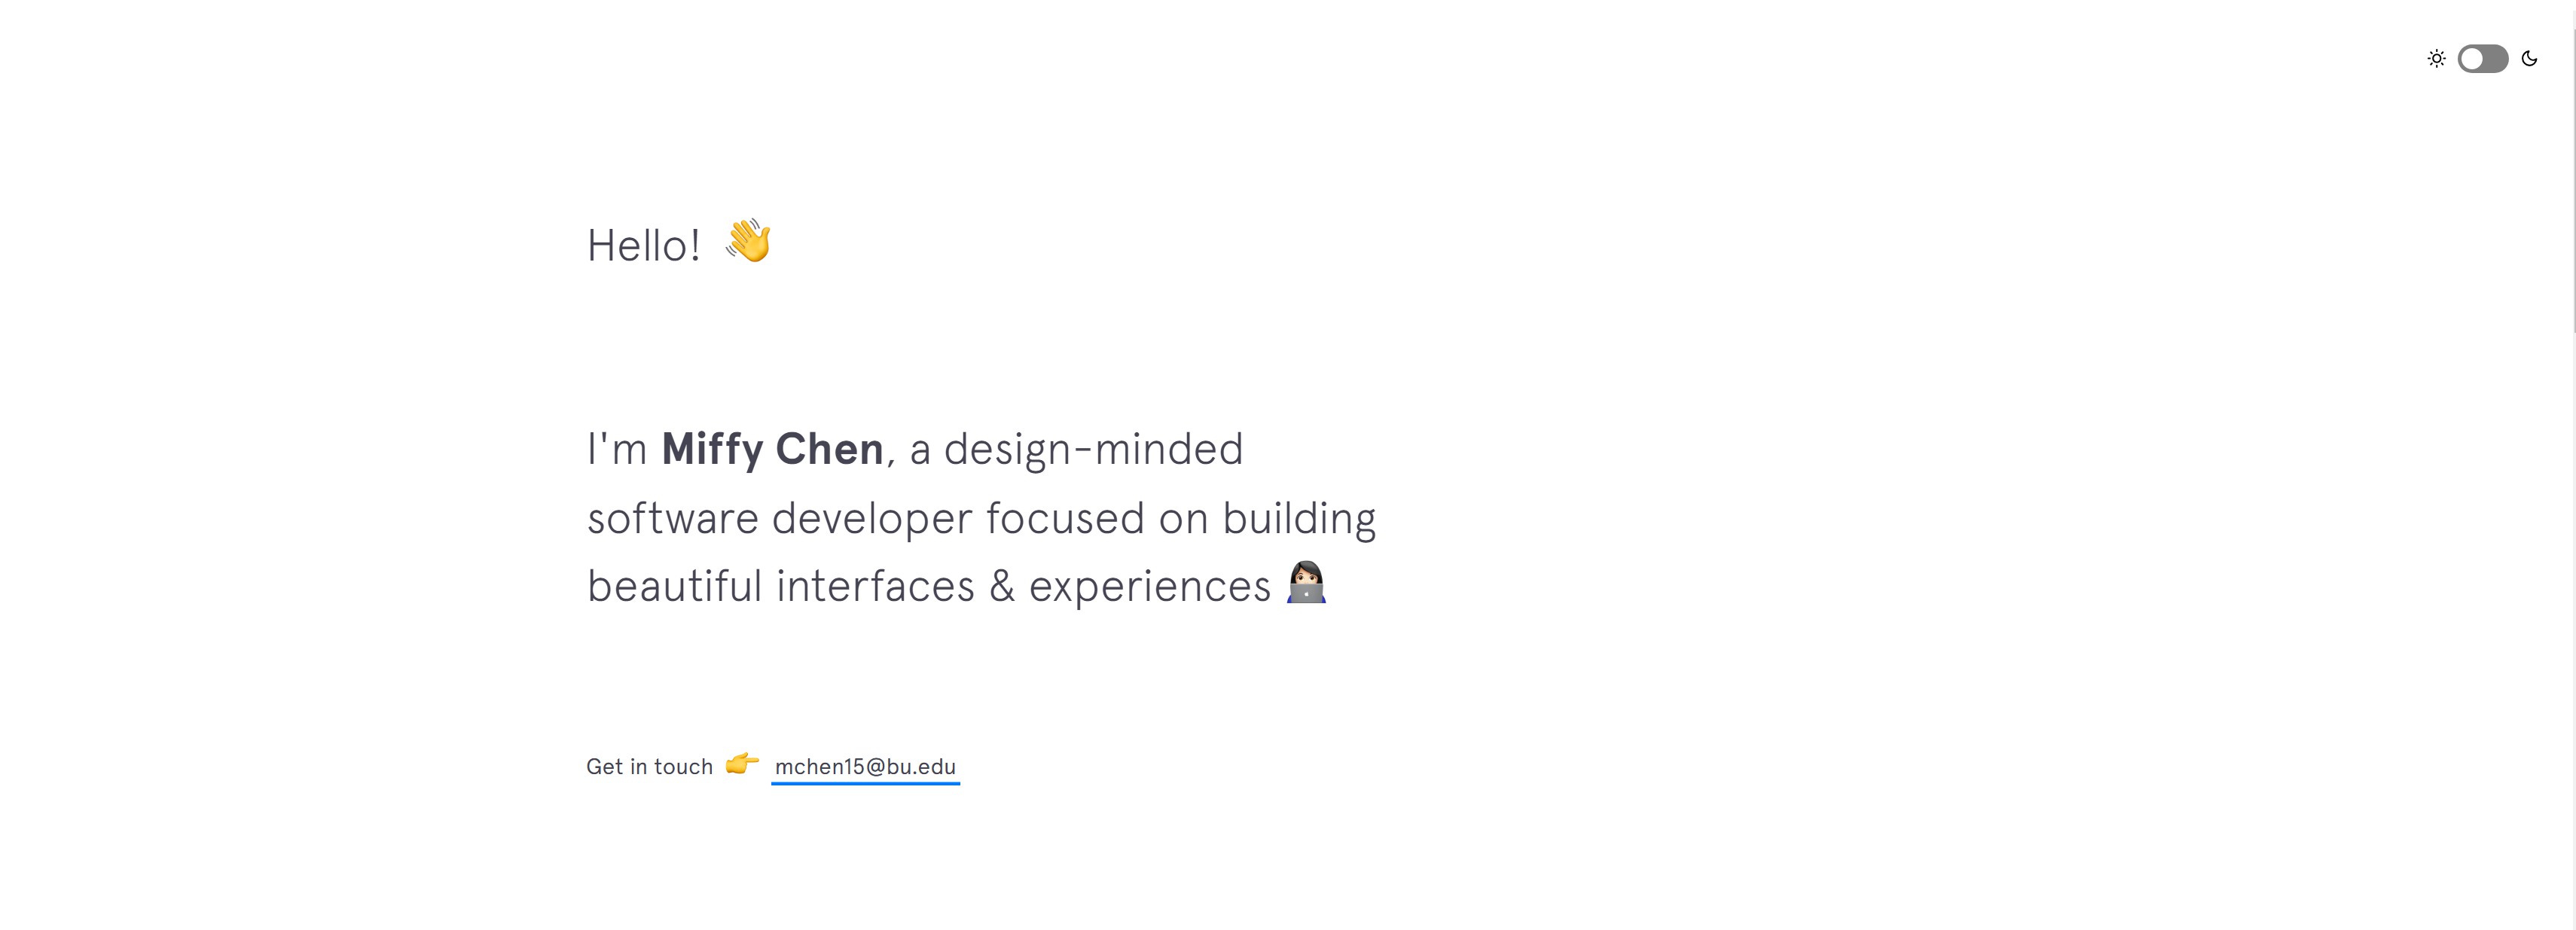 Hello! 👋
I'm Miffy Chen, a design-minded
software developer focused on building
beautiful interfaces & experiences 👩🏻‍💻
Get in touch 👉 mchen15@bu.edu